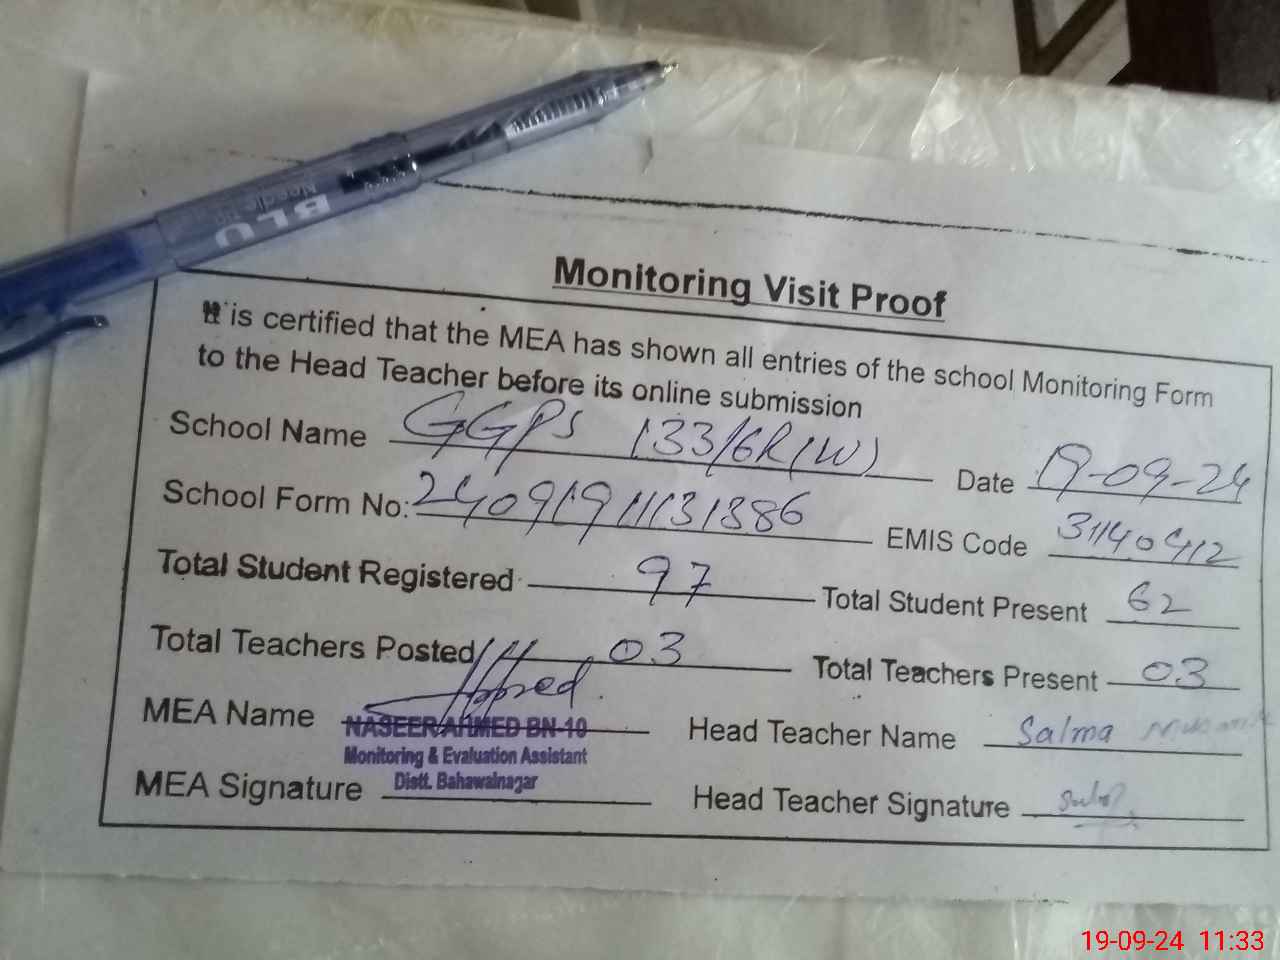 BLU
Monitoring Visit Proof
It is certified that the MEA has shown all entries of the school Monitoring Form
to the Head Teacher before its online submission
School Name GGPS 133/6R(W) Date 19-09-24
School Form No: 24091911131386 EMIS Code 31140412
Total Student Registered 97 Total Student Present 62
Total Teachers Posted 03 Total Teachers Present 03
MEA Name NASEER AHMED BN-10 Head Teacher Name Salma
Monitoring & Evaluation Assistant
Distt. Bahawalnagar
MEA Signature Head Teacher Signature
19-09-24 11:33